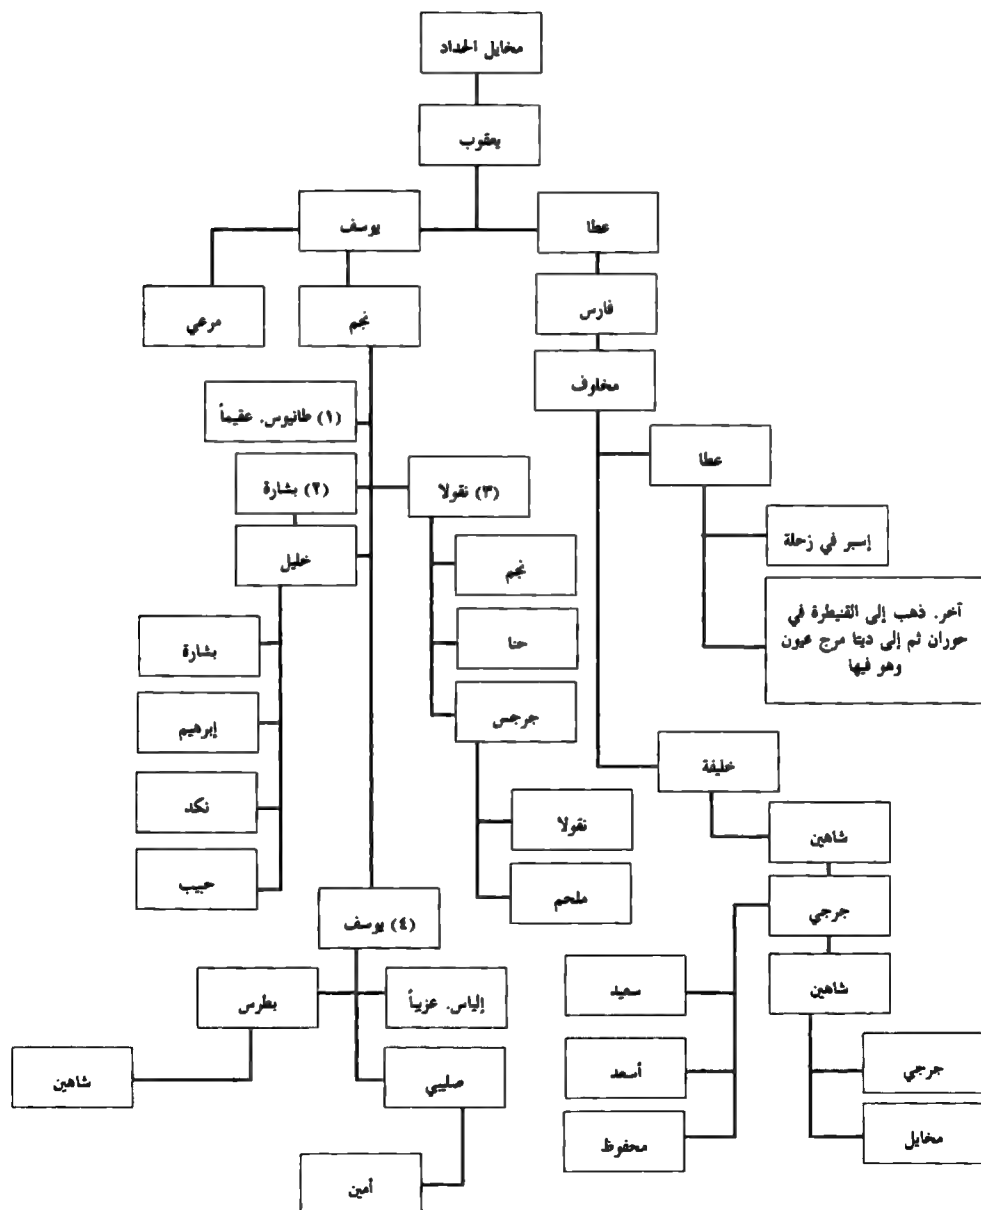 مخايل الحداد
يعقوب
عطا
يوسف
فارس
نجم
مرعي
مخلوف
(١) طانيوس. عقيماً
عطا
(٣) نقولا
(٢) بشارة
إسبر في زحلة
نجم
خليل
آخر. ذهب إلى القنيطرة في
حوران ثم إلى ديتا مرج عيون
وهو فيها
حنا
بشارة
جرجس
إبرهيم
خليفة
نكد
نقولا
شاهين
حبيب
ملحم
جرجي
(٤) يوسف
شاهين
سعيد
إلياس. عزيباً
بطرس
جرجي
أسعد
صليبي
شاهين
مخايل
محفوظ
أمين